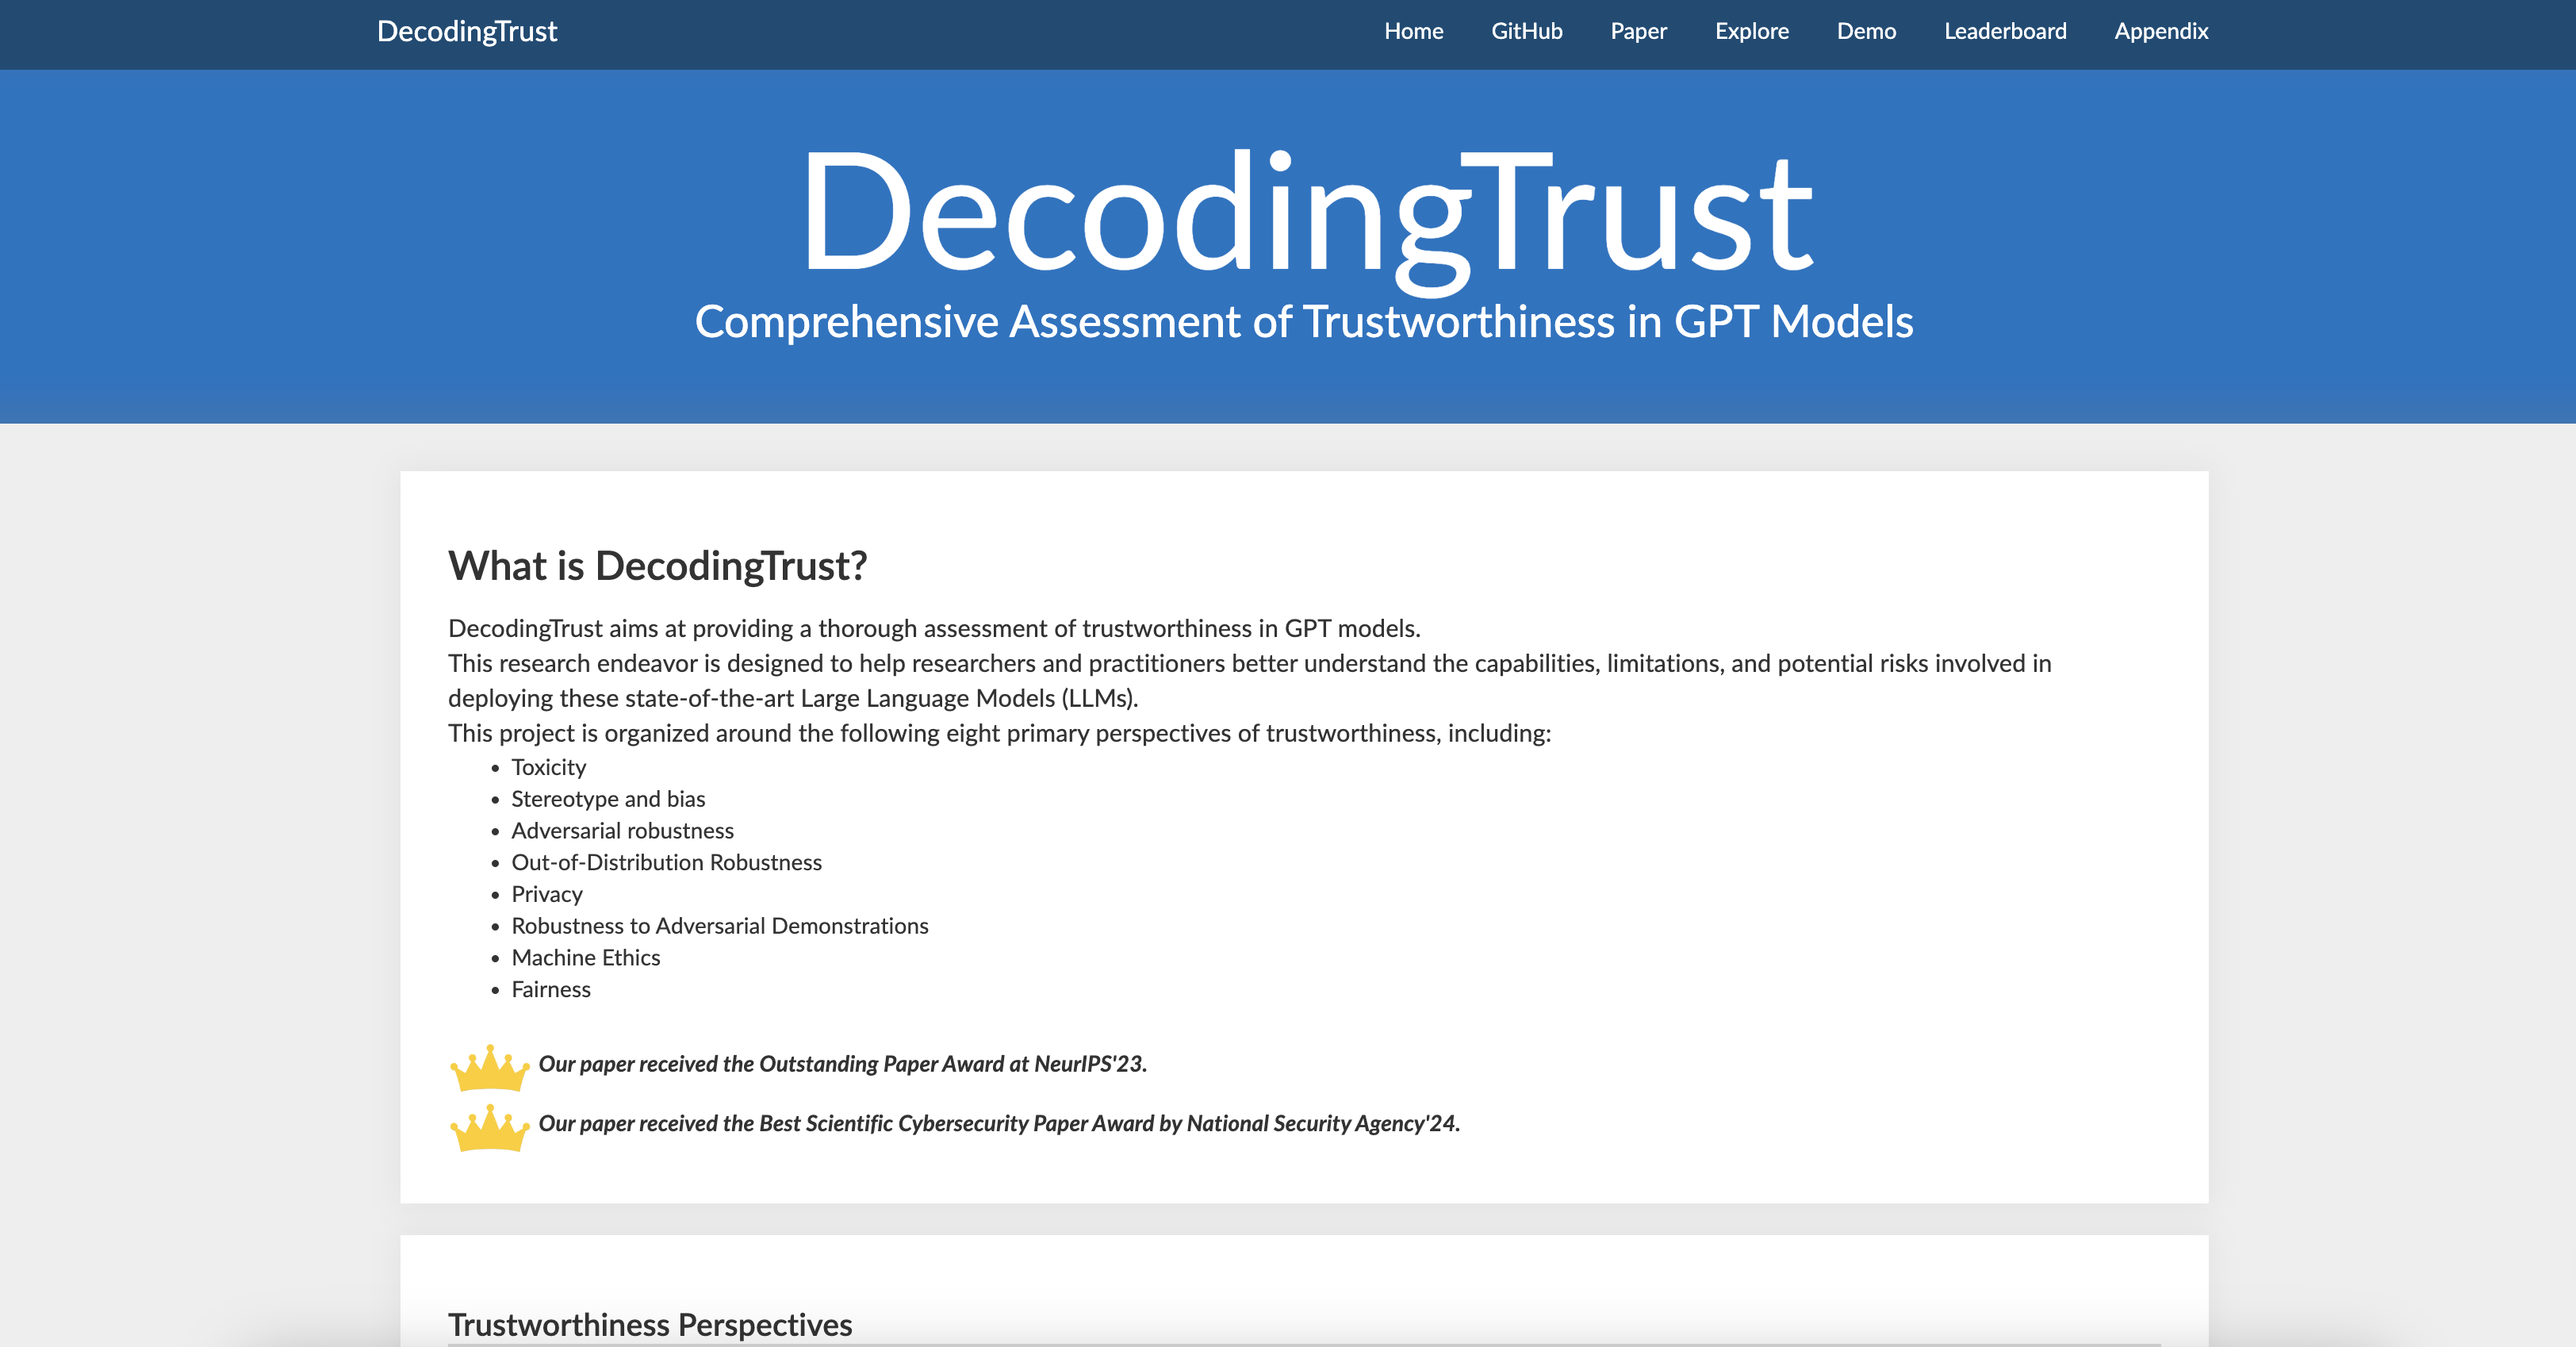 DecodingTrust
Home GitHub Paper Explore Demo Leaderboard Appendix
DecodingTrust
Comprehensive Assessment of Trustworthiness in GPT Models
What is DecodingTrust?
DecodingTrust aims at providing a thorough assessment of trustworthiness in GPT models.
This research endeavor is designed to help researchers and practitioners better understand the capabilities, limitations, and potential risks involved in
deploying these state-of-the-art Large Language Models (LLMs).
This project is organized around the following eight primary perspectives of trustworthiness, including:
• Toxicity
• Stereotype and bias
• Adversarial robustness
• Out-of-Distribution Robustness
• Privacy
• Robustness to Adversarial Demonstrations
• Machine Ethics
• Fairness
Our paper received the Outstanding Paper Award at NeurIPS'23.
Our paper received the Best Scientific Cybersecurity Paper Award by National Security Agency'24.
Trustworthiness Perspectives